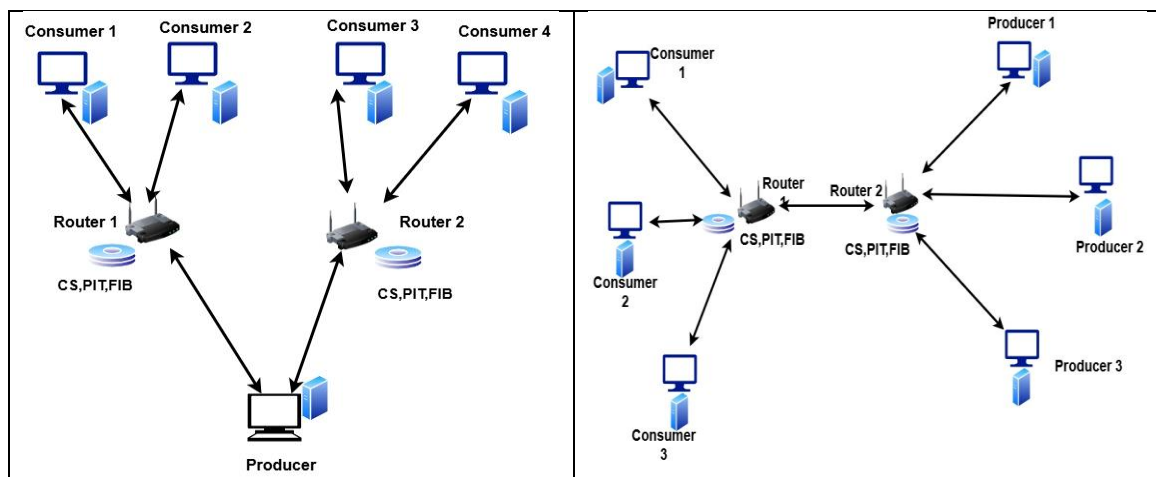 Consumer 1
Consumer 2
Consumer 3
Consumer 4
Router 1
Router 2
CS,PIT,FIB
CS,PIT,FIB
Producer
Producer 1
Consumer
1
Router
1
Router 2
CS,PIT,FIB
CS,PIT,FIB
Producer 2
Consumer
2
Producer 3
Consumer
3